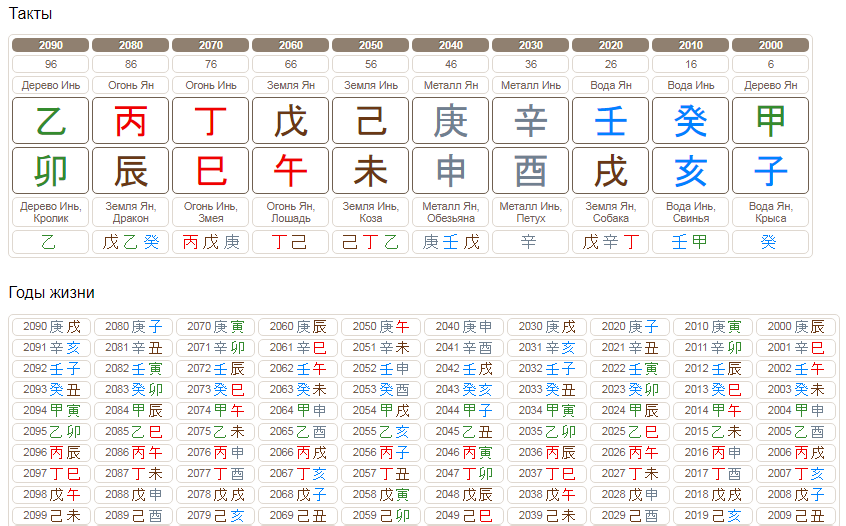 Такты
2090 2080 2070 2060 2050 2040 2030 2020 2010 2000
96 86 76 66 56 46 36 26 16 6
Дерево Инь Огонь Ян Огонь Инь Земля Ян Земля Инь Металл Ян Металл Инь Вода Ян Вода Инь Дерево Ян
乙 丙 丁 戊 己 庚 辛 壬 癸 甲
卯 辰 巳 午 未 申 酉 戌 亥 子
Дерево Инь, Земля Ян, Огонь Инь, Огонь Ян, Земля Инь, Металл Ян, Металл Инь, Земля Ян, Вода Инь, Вода Ян,
Кролик Дракон Змея Лошадь Коза Обезьяна Петух Собака Свинья Крыса
乙 戊乙癸 丙戊庚 丁己 己丁乙 庚壬戊 辛 戊辛丁 壬甲 癸
Годы жизни
2090 庚戌 2080 庚子 2070 庚寅 2060 庚辰 2050 庚午 2040 庚申 2030 庚戌 2020 庚子 2010 庚寅 2000 庚辰
2091 辛亥 2081 辛丑 2071 辛卯 2061 辛巳 2051 辛未 2041 辛酉 2031 辛亥 2021 辛丑 2011 辛卯 2001 辛巳
2092 壬子 2082 壬寅 2072 壬辰 2062 壬午 2052 壬申 2042 壬戌 2032 壬子 2022 壬寅 2012 壬辰 2002 壬午
2093 癸丑 2083 癸卯 2073 癸巳 2063 癸未 2053 癸酉 2043 癸亥 2033 癸丑 2023 癸卯 2013 癸巳 2003 癸未
2094 甲寅 2084 甲辰 2074 甲午 2064 甲申 2054 甲戌 2044 甲子 2034 甲寅 2024 甲辰 2014 甲午 2004 甲申
2095 乙卯 2085 乙巳 2075 乙未 2065 乙酉 2055 乙亥 2045 乙丑 2035 乙卯 2025 乙巳 2015 乙未 2005 乙酉
2096 丙辰 2086 丙午 2076 丙申 2066 丙戌 2056 丙子 2046 丙寅 2036 丙辰 2026 丙午 2016 丙申 2006 丙戌
2097 丁巳 2087 丁未 2077 丁酉 2067 丁亥 2057 丁丑 2047 丁卯 2037 丁巳 2027 丁未 2017 丁酉 2007 丁亥
2098 戊午 2088 戊申 2078 戊戌 2068 戊子 2058 戊寅 2048 戊辰 2038 戊午 2028 戊申 2018 戊戌 2008 戊子
2099 己未 2089 己酉 2079 己亥 2069 己丑 2059 己卯 2049 己巳 2039 己未 2029 己酉 2019 己亥 2009 己丑